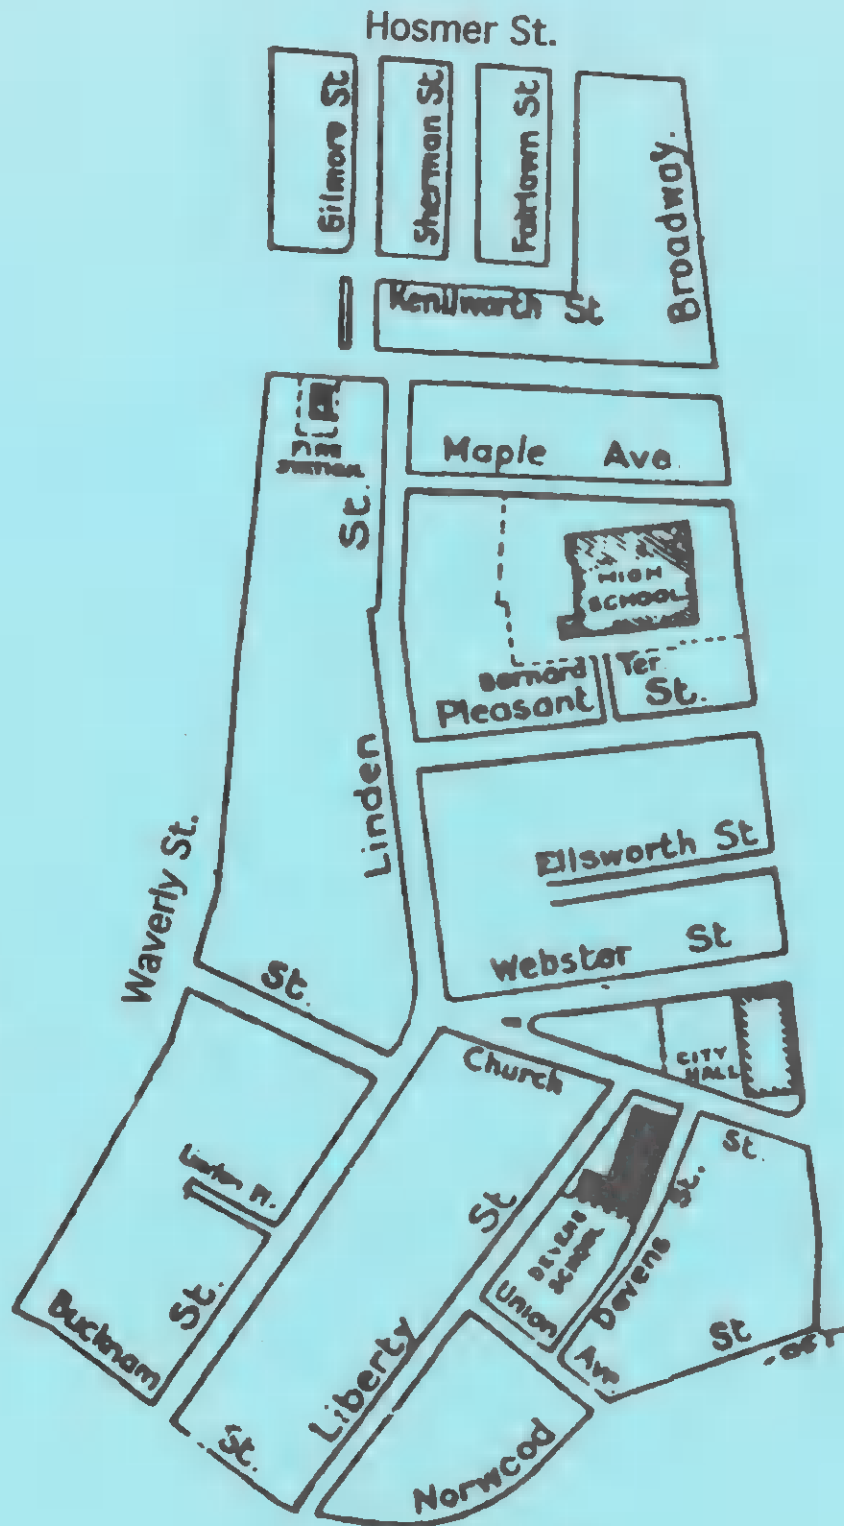 Hosmer St.
Gilmore St
Sherman St
Fairlawn St
Broadway.
Kenilworth St
FIRE
STATION
Maple Ave
St.
HIGH
SCHOOL
Bernard Ter
Pleasant St.
Linden
Ellsworth St
Waverly St.
Webster St
St.
CITY
HALL
Church St.
Linden Pl.
St
DEVENS
SCHOOL
St.
Union
Devens
Bucknam St.
Liberty
Ave
St
St.
Norwood